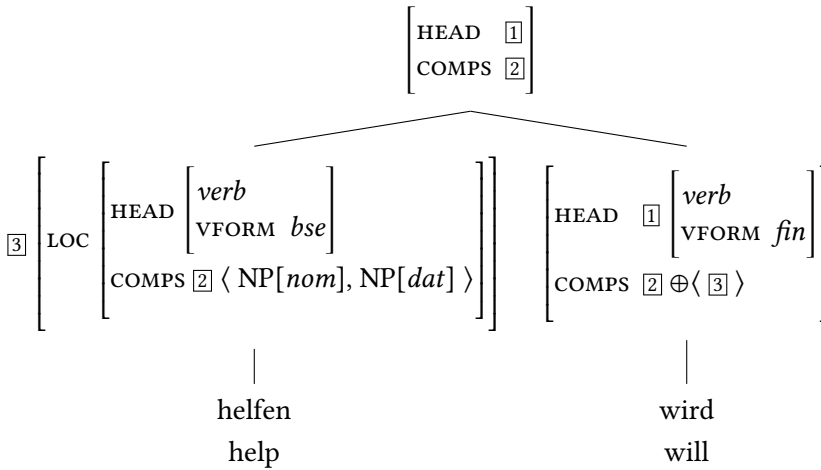 HEAD 1
COMPS 2
3 LOC HEAD verb VFORM bse COMPS 2 ⟨ NP[nom], NP[dat] ⟩
HEAD 1 verb VFORM fin COMPS 2 ⊕⟨ 3 ⟩
helfen wird
help will